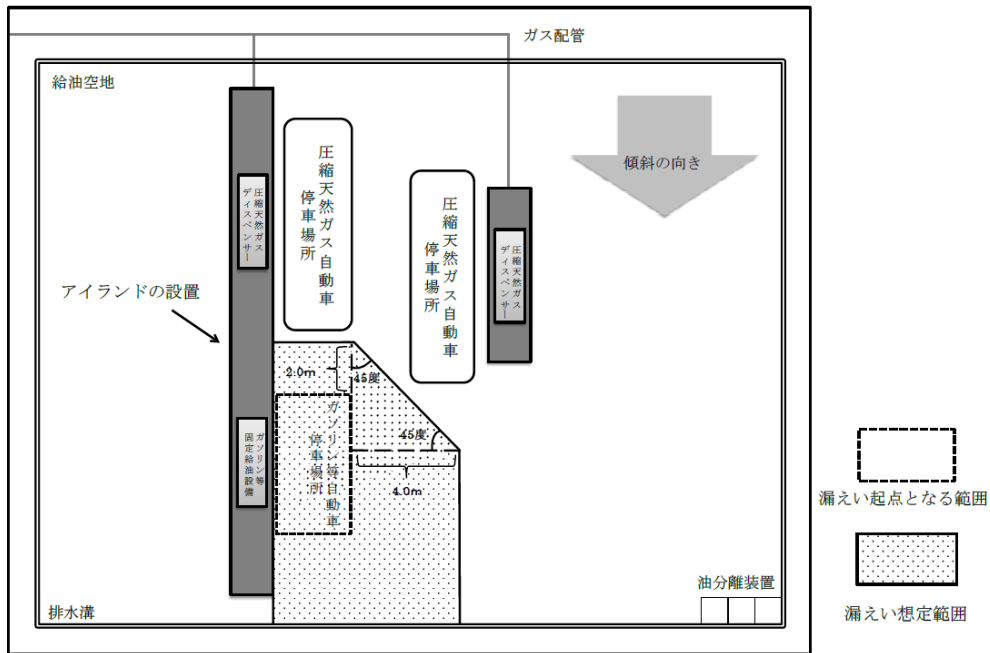 ガス配管
給油空地
傾斜の向き
圧縮天然ガス自動車
停車場所
圧縮天然ガス自動車
停車場所
圧縮天然ガス
ディスペンサー
圧縮天然ガス
ディスペンサー
アイランドの設置
2.0m
45度
ガソリン等自動車
停車場所
45度
4.0m
ガソリン等
固定給油設備
漏えい起点となる範囲
油分離装置
排水溝
漏えい想定範囲